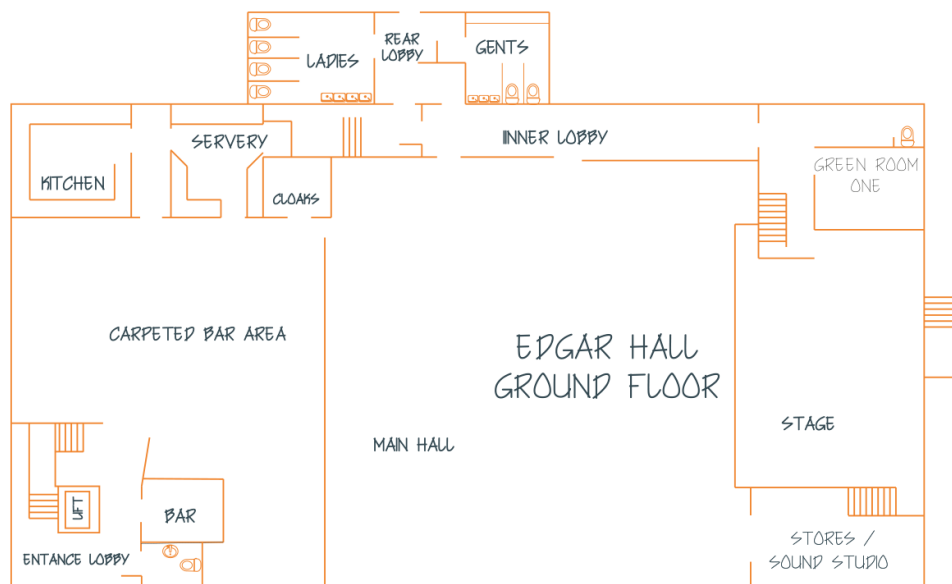 LADIES
REAR
LOBBY
GENTS
SERVERY
INNER LOBBY
KITCHEN
CLOAKS
GREEN ROOM
ONE
CARPETED BAR AREA
EDGAR HALL
GROUND FLOOR
MAIN HALL
STAGE
LIFT
BAR
ENTANCE LOBBY
STORES /
SOUND STUDIO